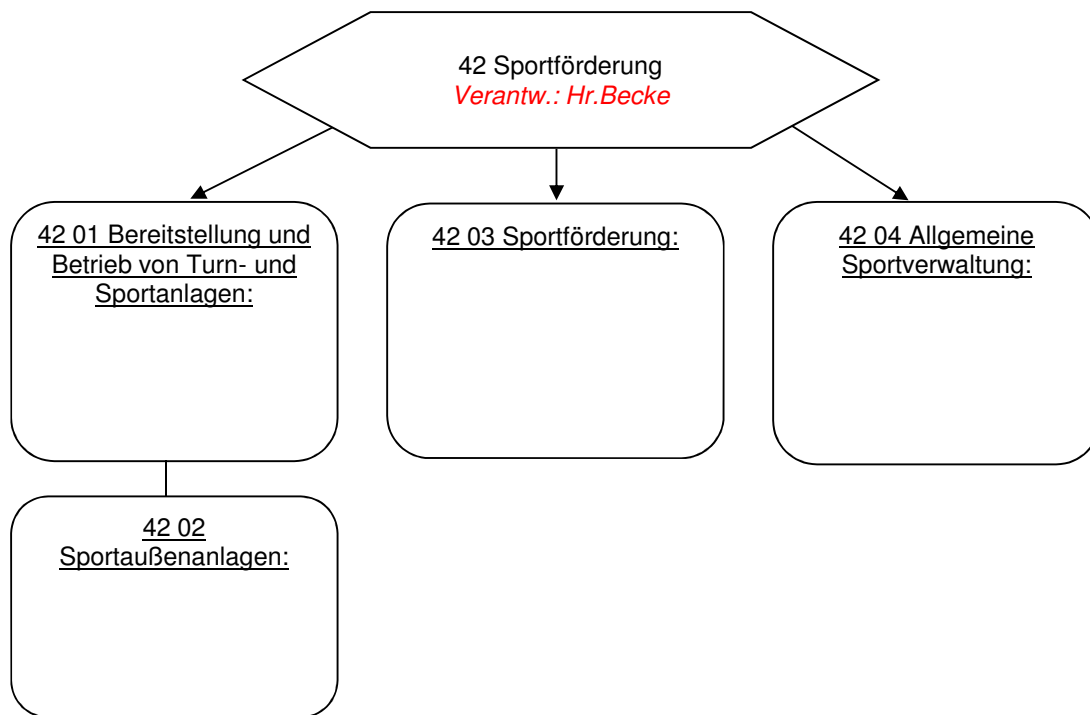 42 Sportförderung
Verantw.: Hr.Becke
42 01 Bereitstellung und
Betrieb von Turn- und
Sportanlagen:
42 03 Sportförderung:
42 04 Allgemeine
Sportverwaltung:
42 02
Sportaußenanlagen: